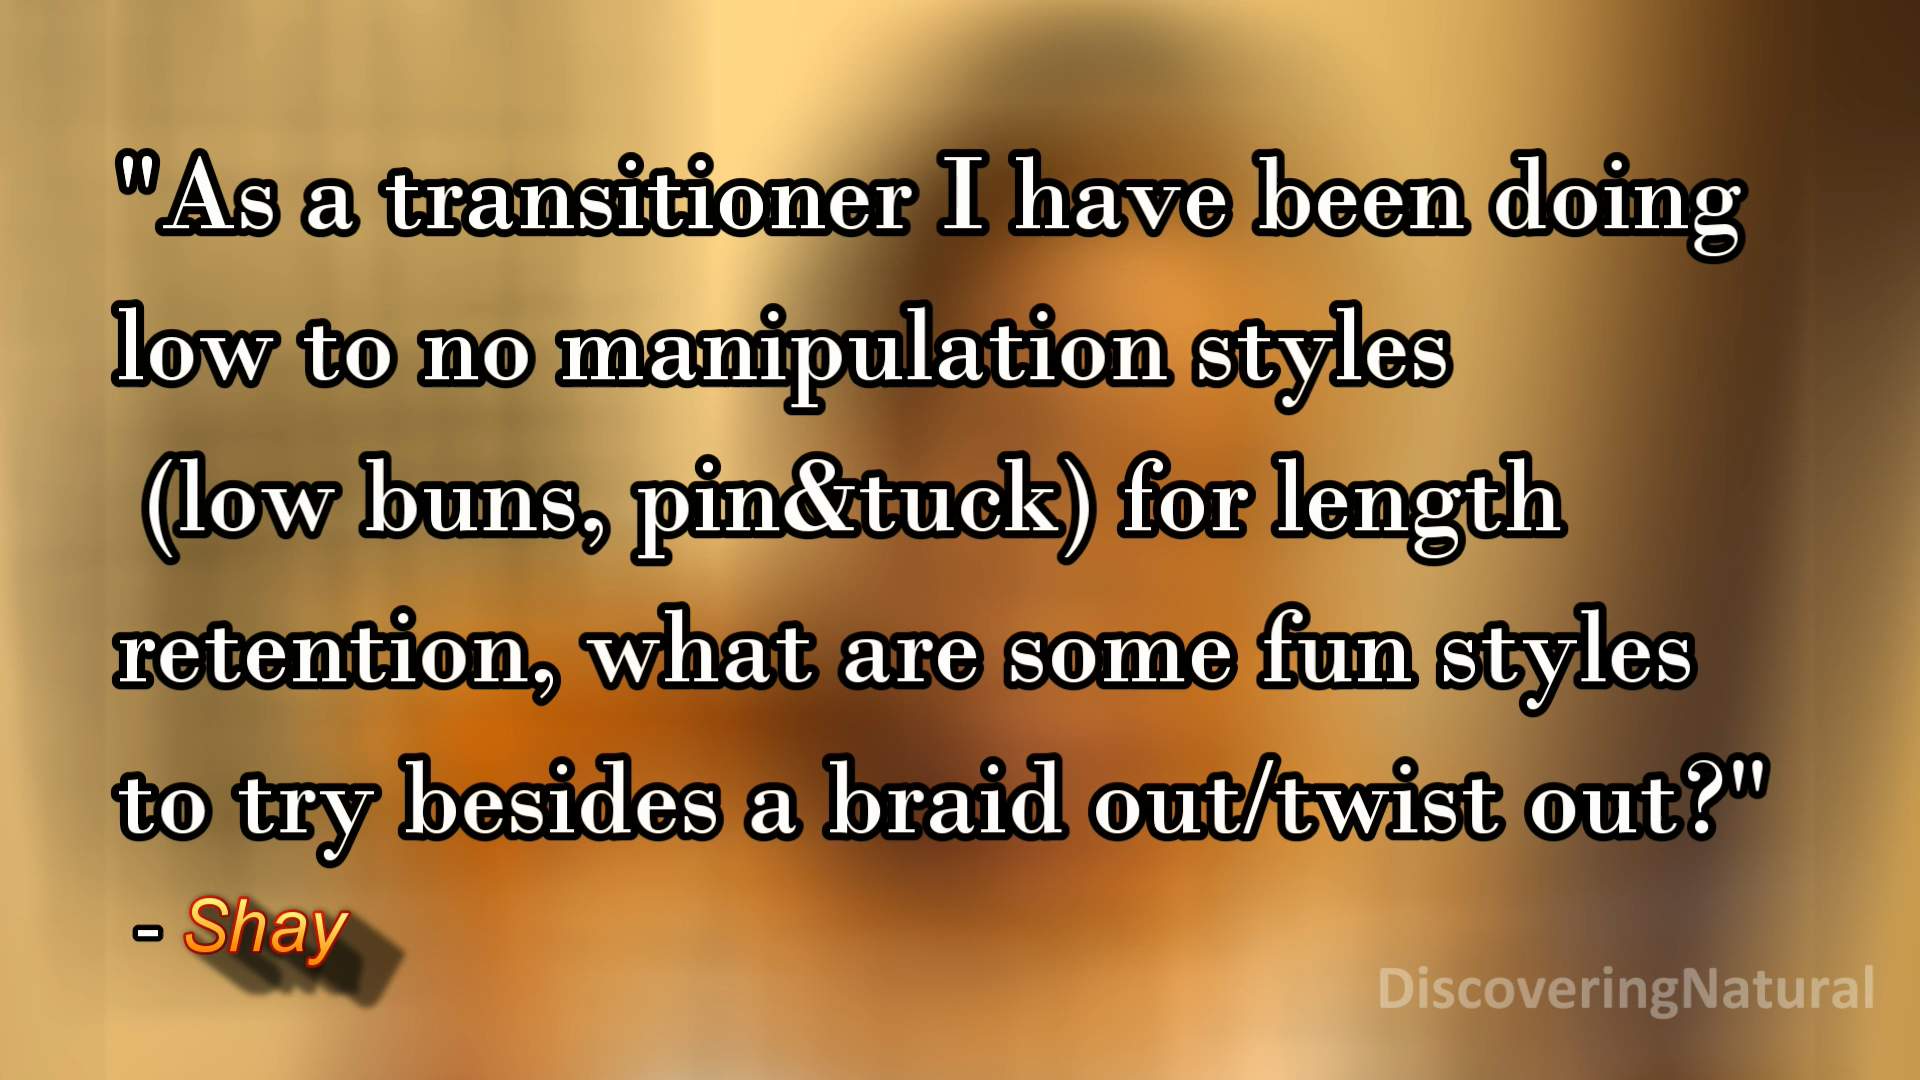 "As a transitioner I have been doing
low to no manipulation styles
(low buns, pin&tuck) for length
retention, what are some fun styles
to try besides a braid out/twist out?"
- Shay
DiscoveringNatural